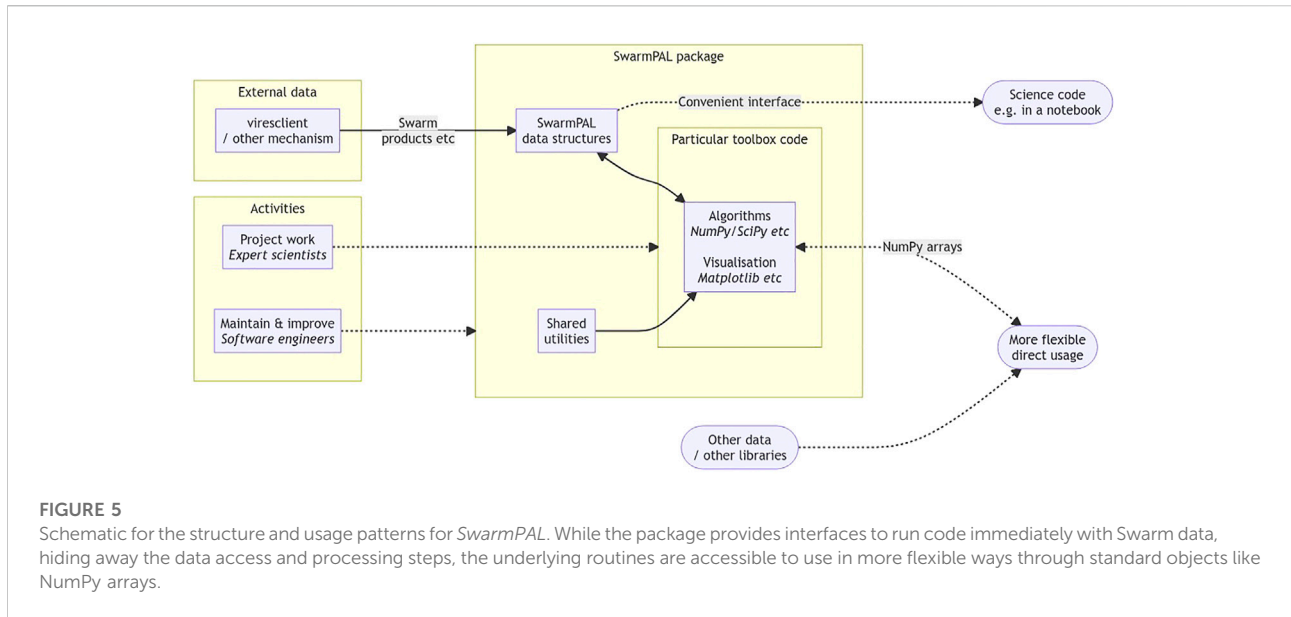 SwarmPAL package
External data
viresclient
/ other mechanism
Swarm
products etc
SwarmPAL
data structures
Convenient interface
Science code
e.g. in a notebook
Particular toolbox code
Activities
Project work
Expert scientists
Algorithms
NumPy/SciPy etc
Visualisation
Matplotlib etc
NumPy arrays
Maintain & improve
Software engineers
Shared
utilities
More flexible
direct usage
Other data
/ other libraries
FIGURE 5
Schematic for the structure and usage patterns for SwarmPAL. While the package provides interfaces to run code immediately with Swarm data,
hiding away the data access and processing steps, the underlying routines are accessible to use in more flexible ways through standard objects like
NumPy arrays.